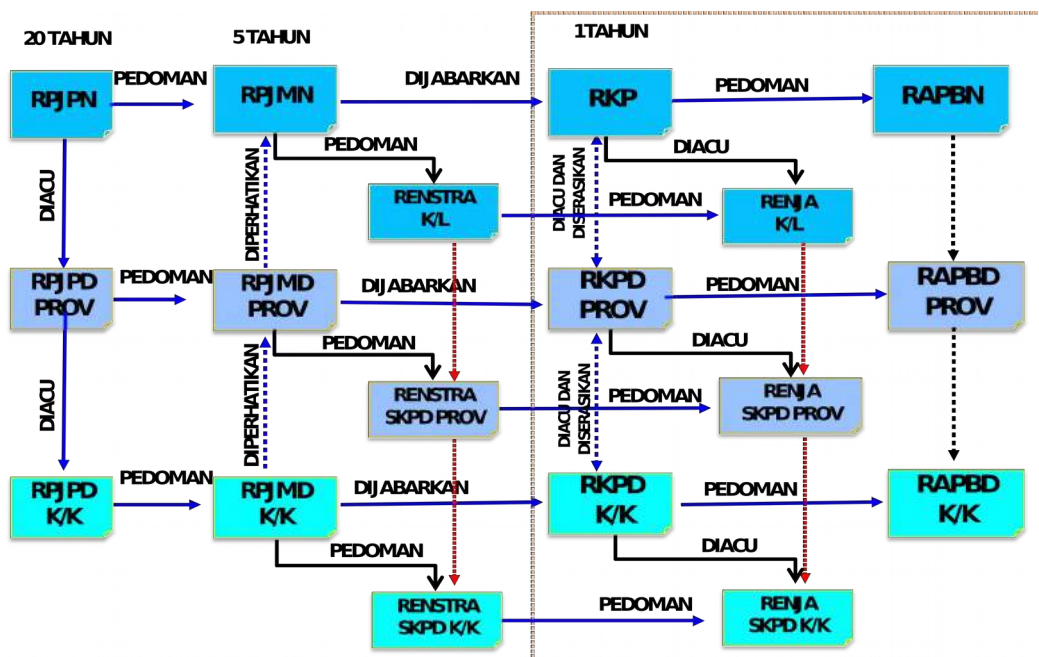 20 TAHUN
5 TAHUN
1 TAHUN
RPJPN
PEDOMAN
RPJMN
DIJABARKAN
RKP
PEDOMAN
RAPBN
DIACU
DIPERHATIKAN
PEDOMAN
RENSTRA
K/L
PEDOMAN
DIACU DAN
DISERASIKAN
DIACU
RENJA
K/L
RPJPD
PROV
PEDOMAN
RPJMD
PROV
DIJABARKAN
RKPD
PROV
PEDOMAN
RAPBD
PROV
DIACU
DIPERHATIKAN
PEDOMAN
RENSTRA
SKPD PROV
PEDOMAN
DIACU DAN
DISERASIKAN
DIACU
RENJA
SKPD PROV
RPJPD
K/K
PEDOMAN
RPJMD
K/K
DIJABARKAN
RKPD
K/K
PEDOMAN
RAPBD
K/K
PEDOMAN
RENSTRA
SKPD K/K
PEDOMAN
DIACU
RENJA
SKPD K/K